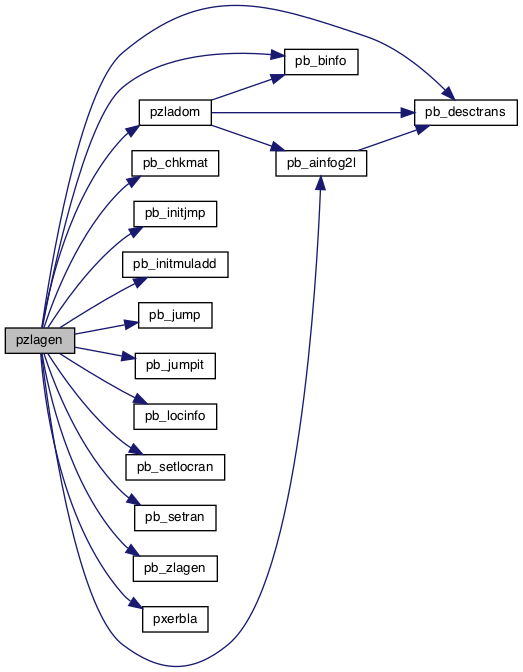 pb_binfo
pzladom
pb_desctrans
pb_chkmat
pb_ainfog2l
pb_initjmp
pb_initmuladd
pb_jump
pzlagen
pb_jumpit
pb_locinfo
pb_setlocran
pb_setran
pb_zlagen
pxerbla